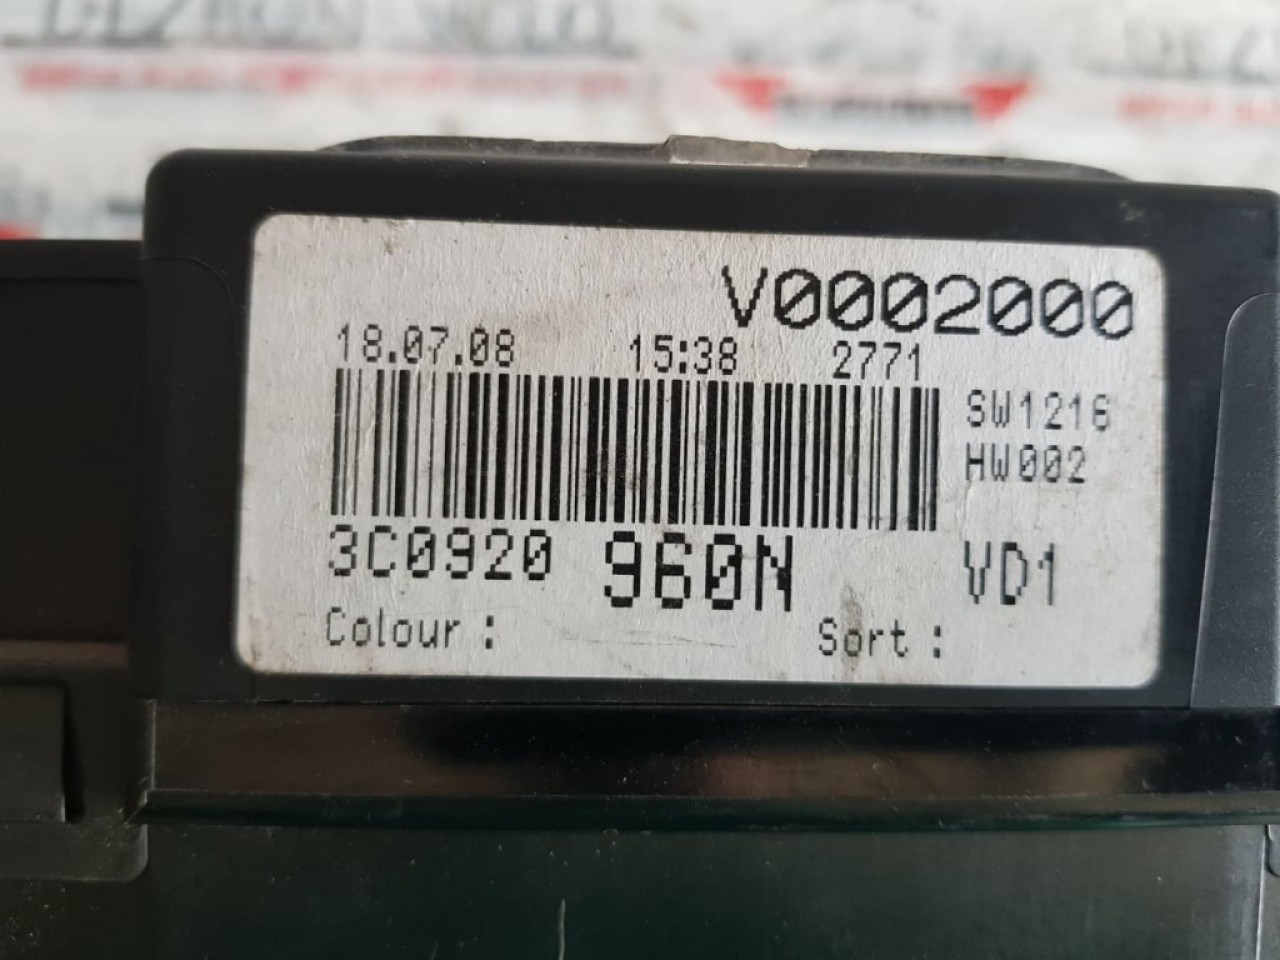 V0002000
18.07.08 15:38 2771
SW1216
HW002
3C0920 960N VD1
Colour : Sort :